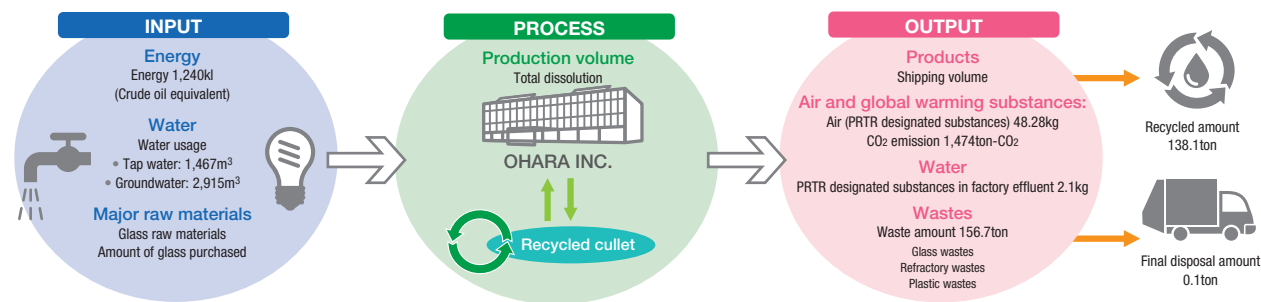 INPUT
Energy
Energy 1,240kl
(Crude oil equivalent)
Water
Water usage
• Tap water: 1,467m³
• Groundwater: 2,915m³
Major raw materials
Glass raw materials
Amount of glass purchased
PROCESS
Production volume
Total dissolution
OHARA INC.
Recycled cullet
OUTPUT
Products
Shipping volume
Air and global warming substances:
Air (PRTR designated substances) 48.28kg
CO₂ emission 1,474ton-CO₂
Water
PRTR designated substances in factory effluent 2.1kg
Wastes
Waste amount 156.7ton
Glass wastes
Refractory wastes
Plastic wastes
Recycled amount
138.1ton
Final disposal amount
0.1ton